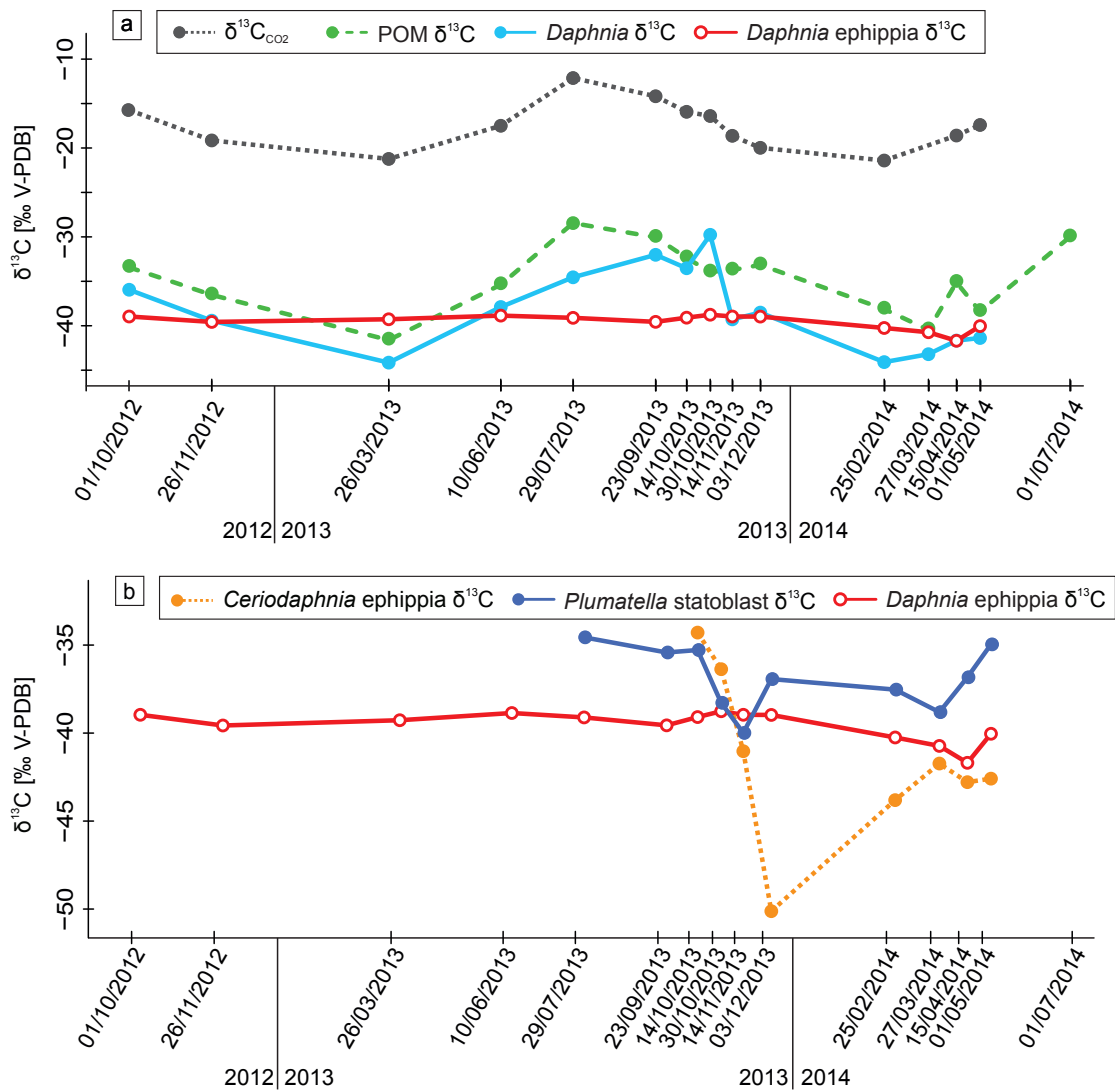 a
δ¹³C_CO2 POM δ¹³C Daphnia δ¹³C Daphnia ephippia δ¹³C
δ¹³C [‰ V-PDB]
−10
−20
−30
−40
01/10/2012 26/11/2012 26/03/2013 10/06/2013 29/07/2013 23/09/2013 14/10/2013 30/10/2013 14/11/2013 03/12/2013 25/02/2014 27/03/2014 15/04/2014 01/05/2014 01/07/2014
2012 2013 2013 2014
b
Ceriodaphnia ephippia δ¹³C Plumatella statoblast δ¹³C Daphnia ephippia δ¹³C
δ¹³C [‰ V-PDB]
−35
−40
−45
−50
01/10/2012 26/11/2012 26/03/2013 10/06/2013 29/07/2013 23/09/2013 14/10/2013 30/10/2013 14/11/2013 03/12/2013 25/02/2014 27/03/2014 15/04/2014 01/05/2014 01/07/2014
2012 2013 2013 2014